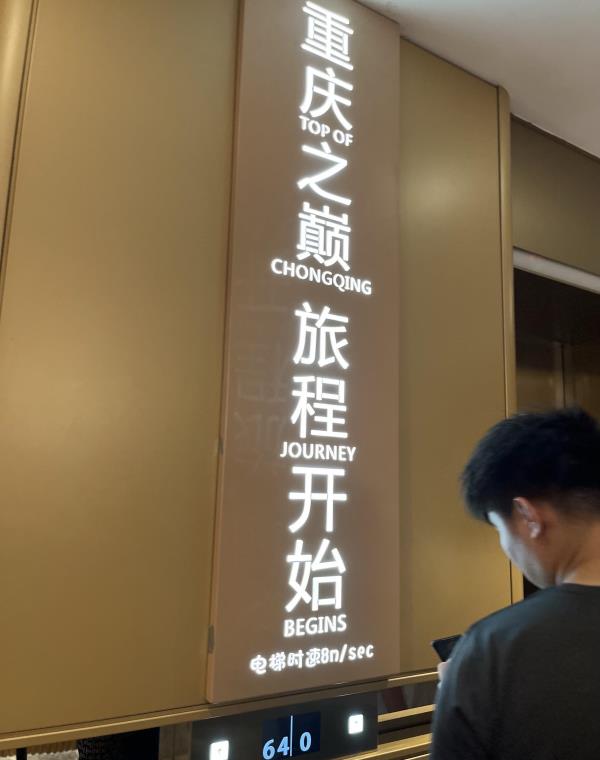 重庆
TOP OF
之巅
CHONGQING
旅程
JOURNEY
开始
BEGINS
电梯时速8n/sec
64 0